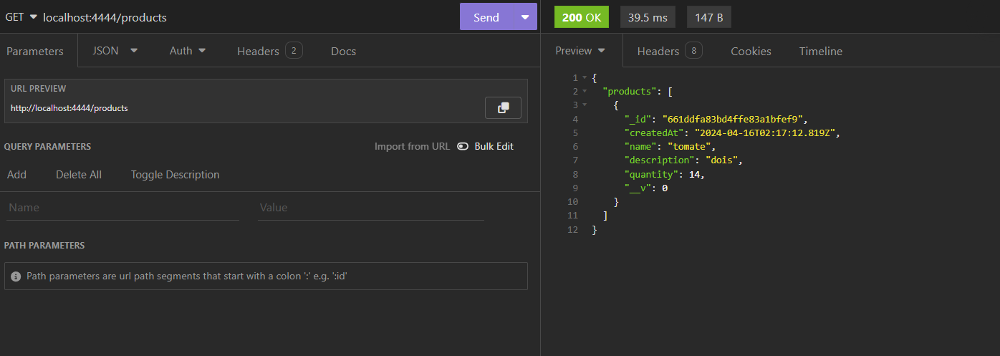 GET localhost:4444/products Send
Parameters JSON Auth Headers 2 Docs
URL PREVIEW
http://localhost:4444/products
QUERY PARAMETERS Import from URL Bulk Edit
Add Delete All Toggle Description
Name Value
PATH PARAMETERS
Path parameters are url path segments that start with a colon ':' e.g. ':id'
200 OK 39.5 ms 147 B
Preview Headers 8 Cookies Timeline
1 {
2 "products": [
3 {
4 "_id": "661ddfa83bd4ffe83a1bfef9",
5 "createdAt": "2024-04-16T02:17:12.819Z",
6 "name": "tomate",
7 "description": "dois",
8 "quantity": 14,
9 "__v": 0
10 }
11 ]
12 }